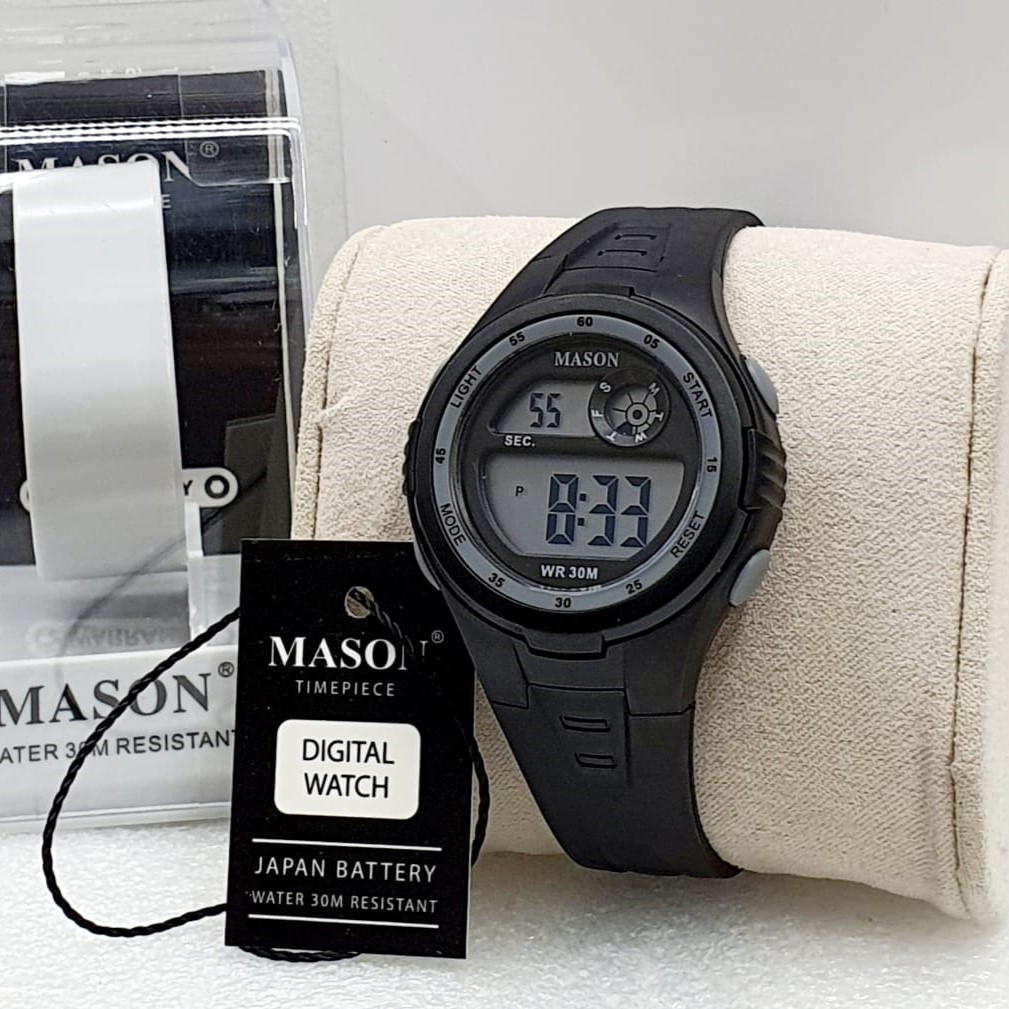 MASON®
MASON®
WATER 30M RESISTANT
MASON®
TIMEPIECE
DIGITAL
WATCH
JAPAN BATTERY
WATER 30M RESISTANT
60
55
05
LIGHT
START
45
15
MODE
RESET
35
25
30
MASON
55
SEC.
S
M
T
W
T
F
P
8:33
WR 30M